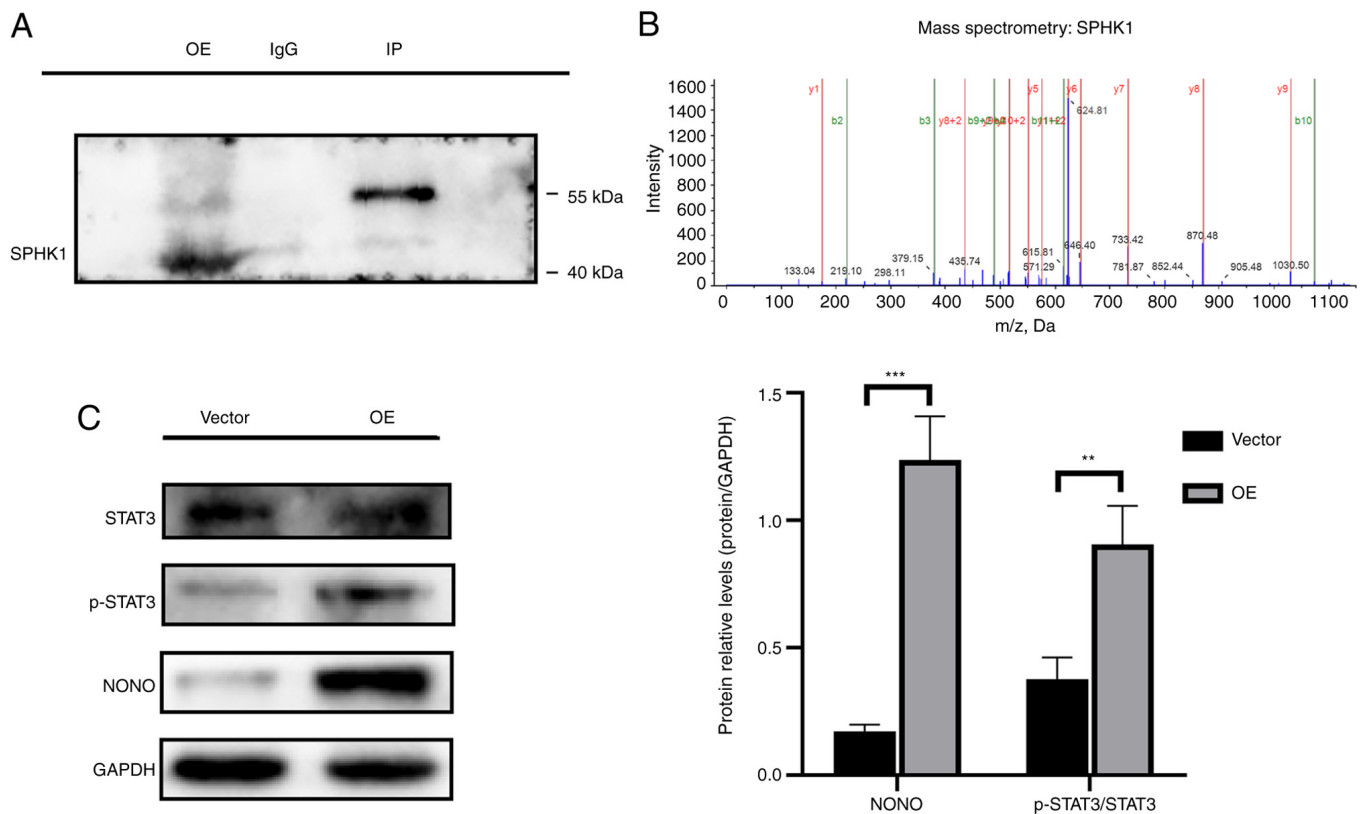 A
OE IgG IP
55 kDa
SPHK1
40 kDa
B
Mass spectrometry: SPHK1
Intensity
1600
1400
1200
1000
800
600
400
200
0
y1
b2
b3
y8+2
y5
y6
y7
y8
y9
b10
624.81
133.04
219.10
298.11
379.15
435.74
615.81
571.29
646.40
733.42
781.87
852.44
870.48
905.48
1030.50
0 100 200 300 400 500 600 700 800 900 1000 1100
m/z, Da
C
Vector OE
STAT3
p-STAT3
NONO
GAPDH
Protein relative levels (protein/GAPDH)
1.5
1.0
0.5
0.0
***
**
NONO p-STAT3/STAT3
Vector
OE